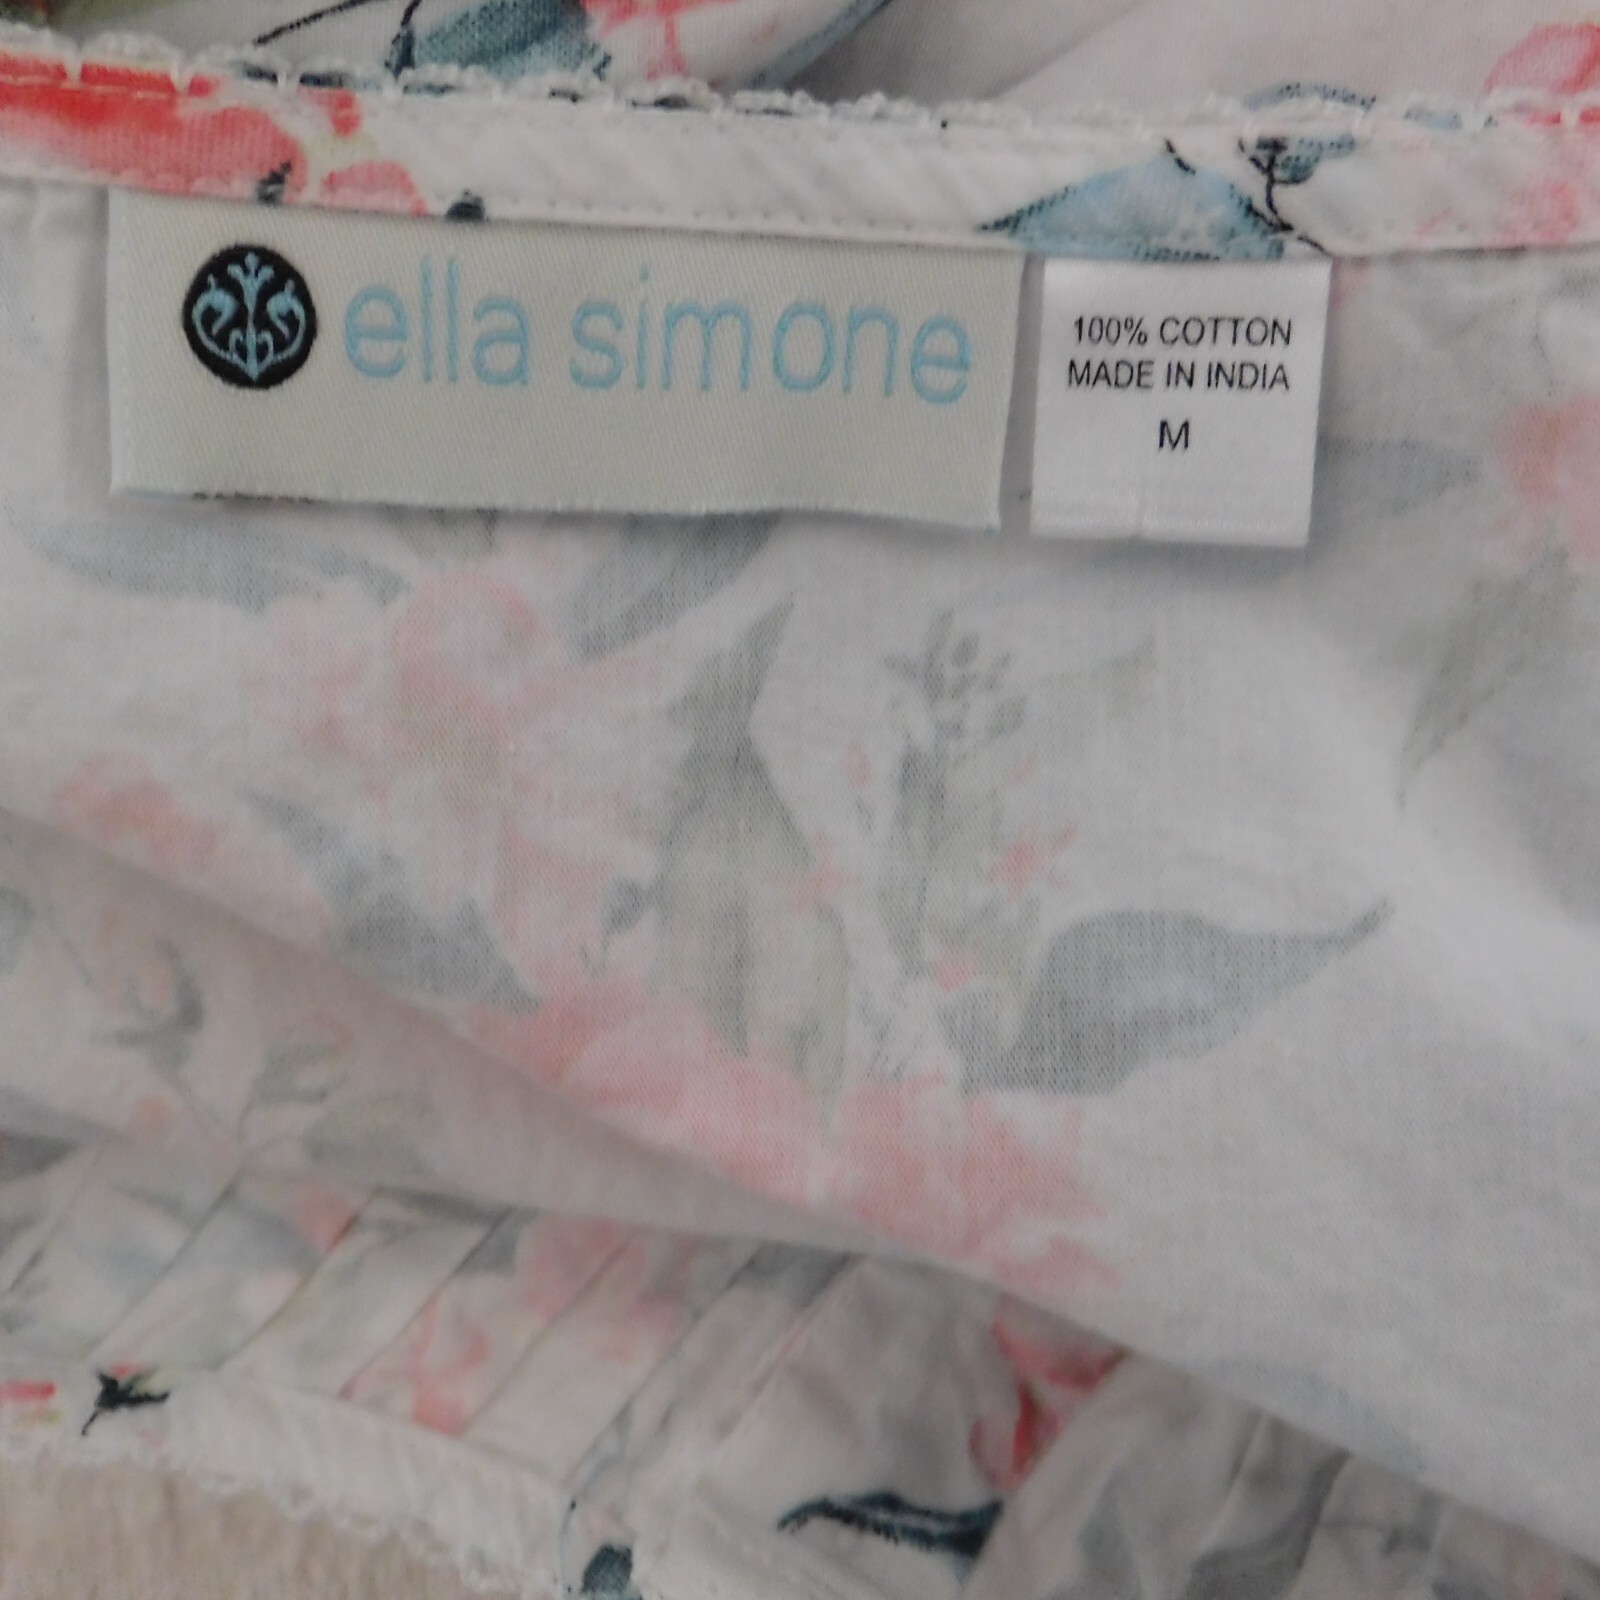 ella simone
100% COTTON
MADE IN INDIA
M